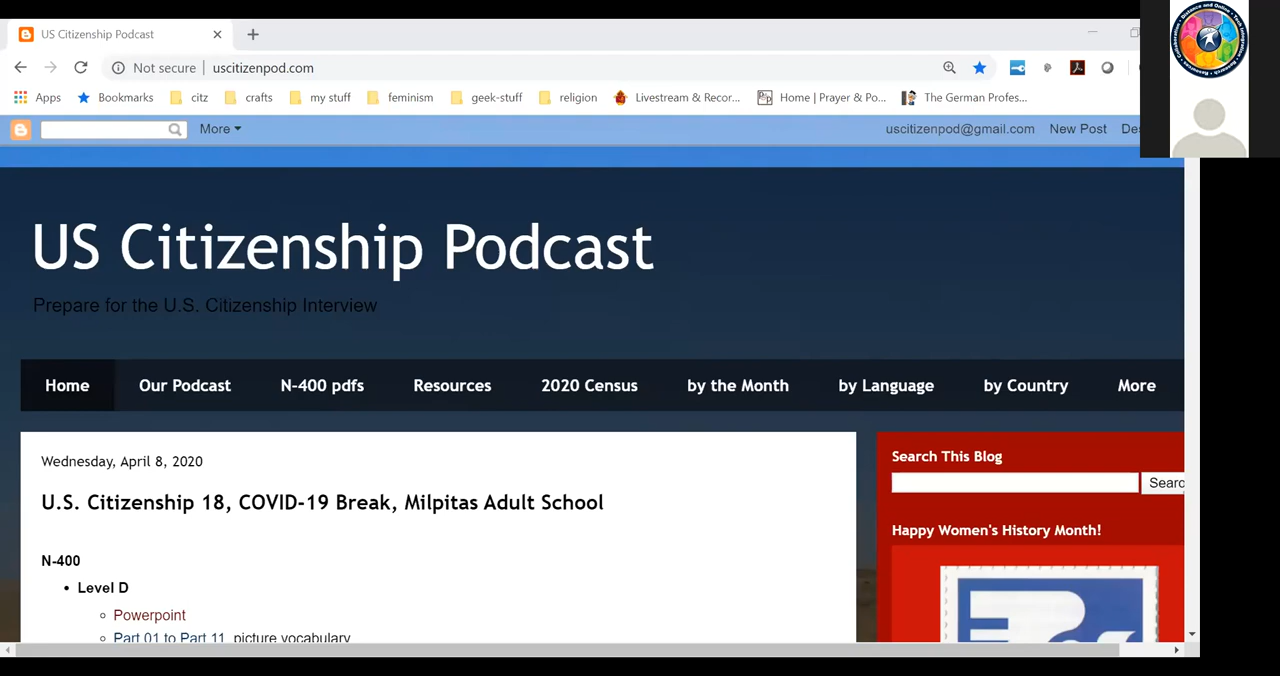 US Citizenship Podcast
Not secure
uscitizenpod.com
Apps
Bookmarks
citz
crafts
my stuff
feminism
geek-stuff
religion
Livestream & Recor...
Home | Prayer & Po...
The German Profes...
More
uscitizenpod@gmail.com
New Post
US Citizenship Podcast
Prepare for the U.S. Citizenship Interview
Home
Our Podcast
N-400 pdfs
Resources
2020 Census
by the Month
by Language
by Country
More
Wednesday, April 8, 2020
U.S. Citizenship 18, COVID-19 Break, Milpitas Adult School
N-400
• Level D
Powerpoint
Part 01 to Part 11, picture vocabulary
Search This Blog
Happy Women's History Month!